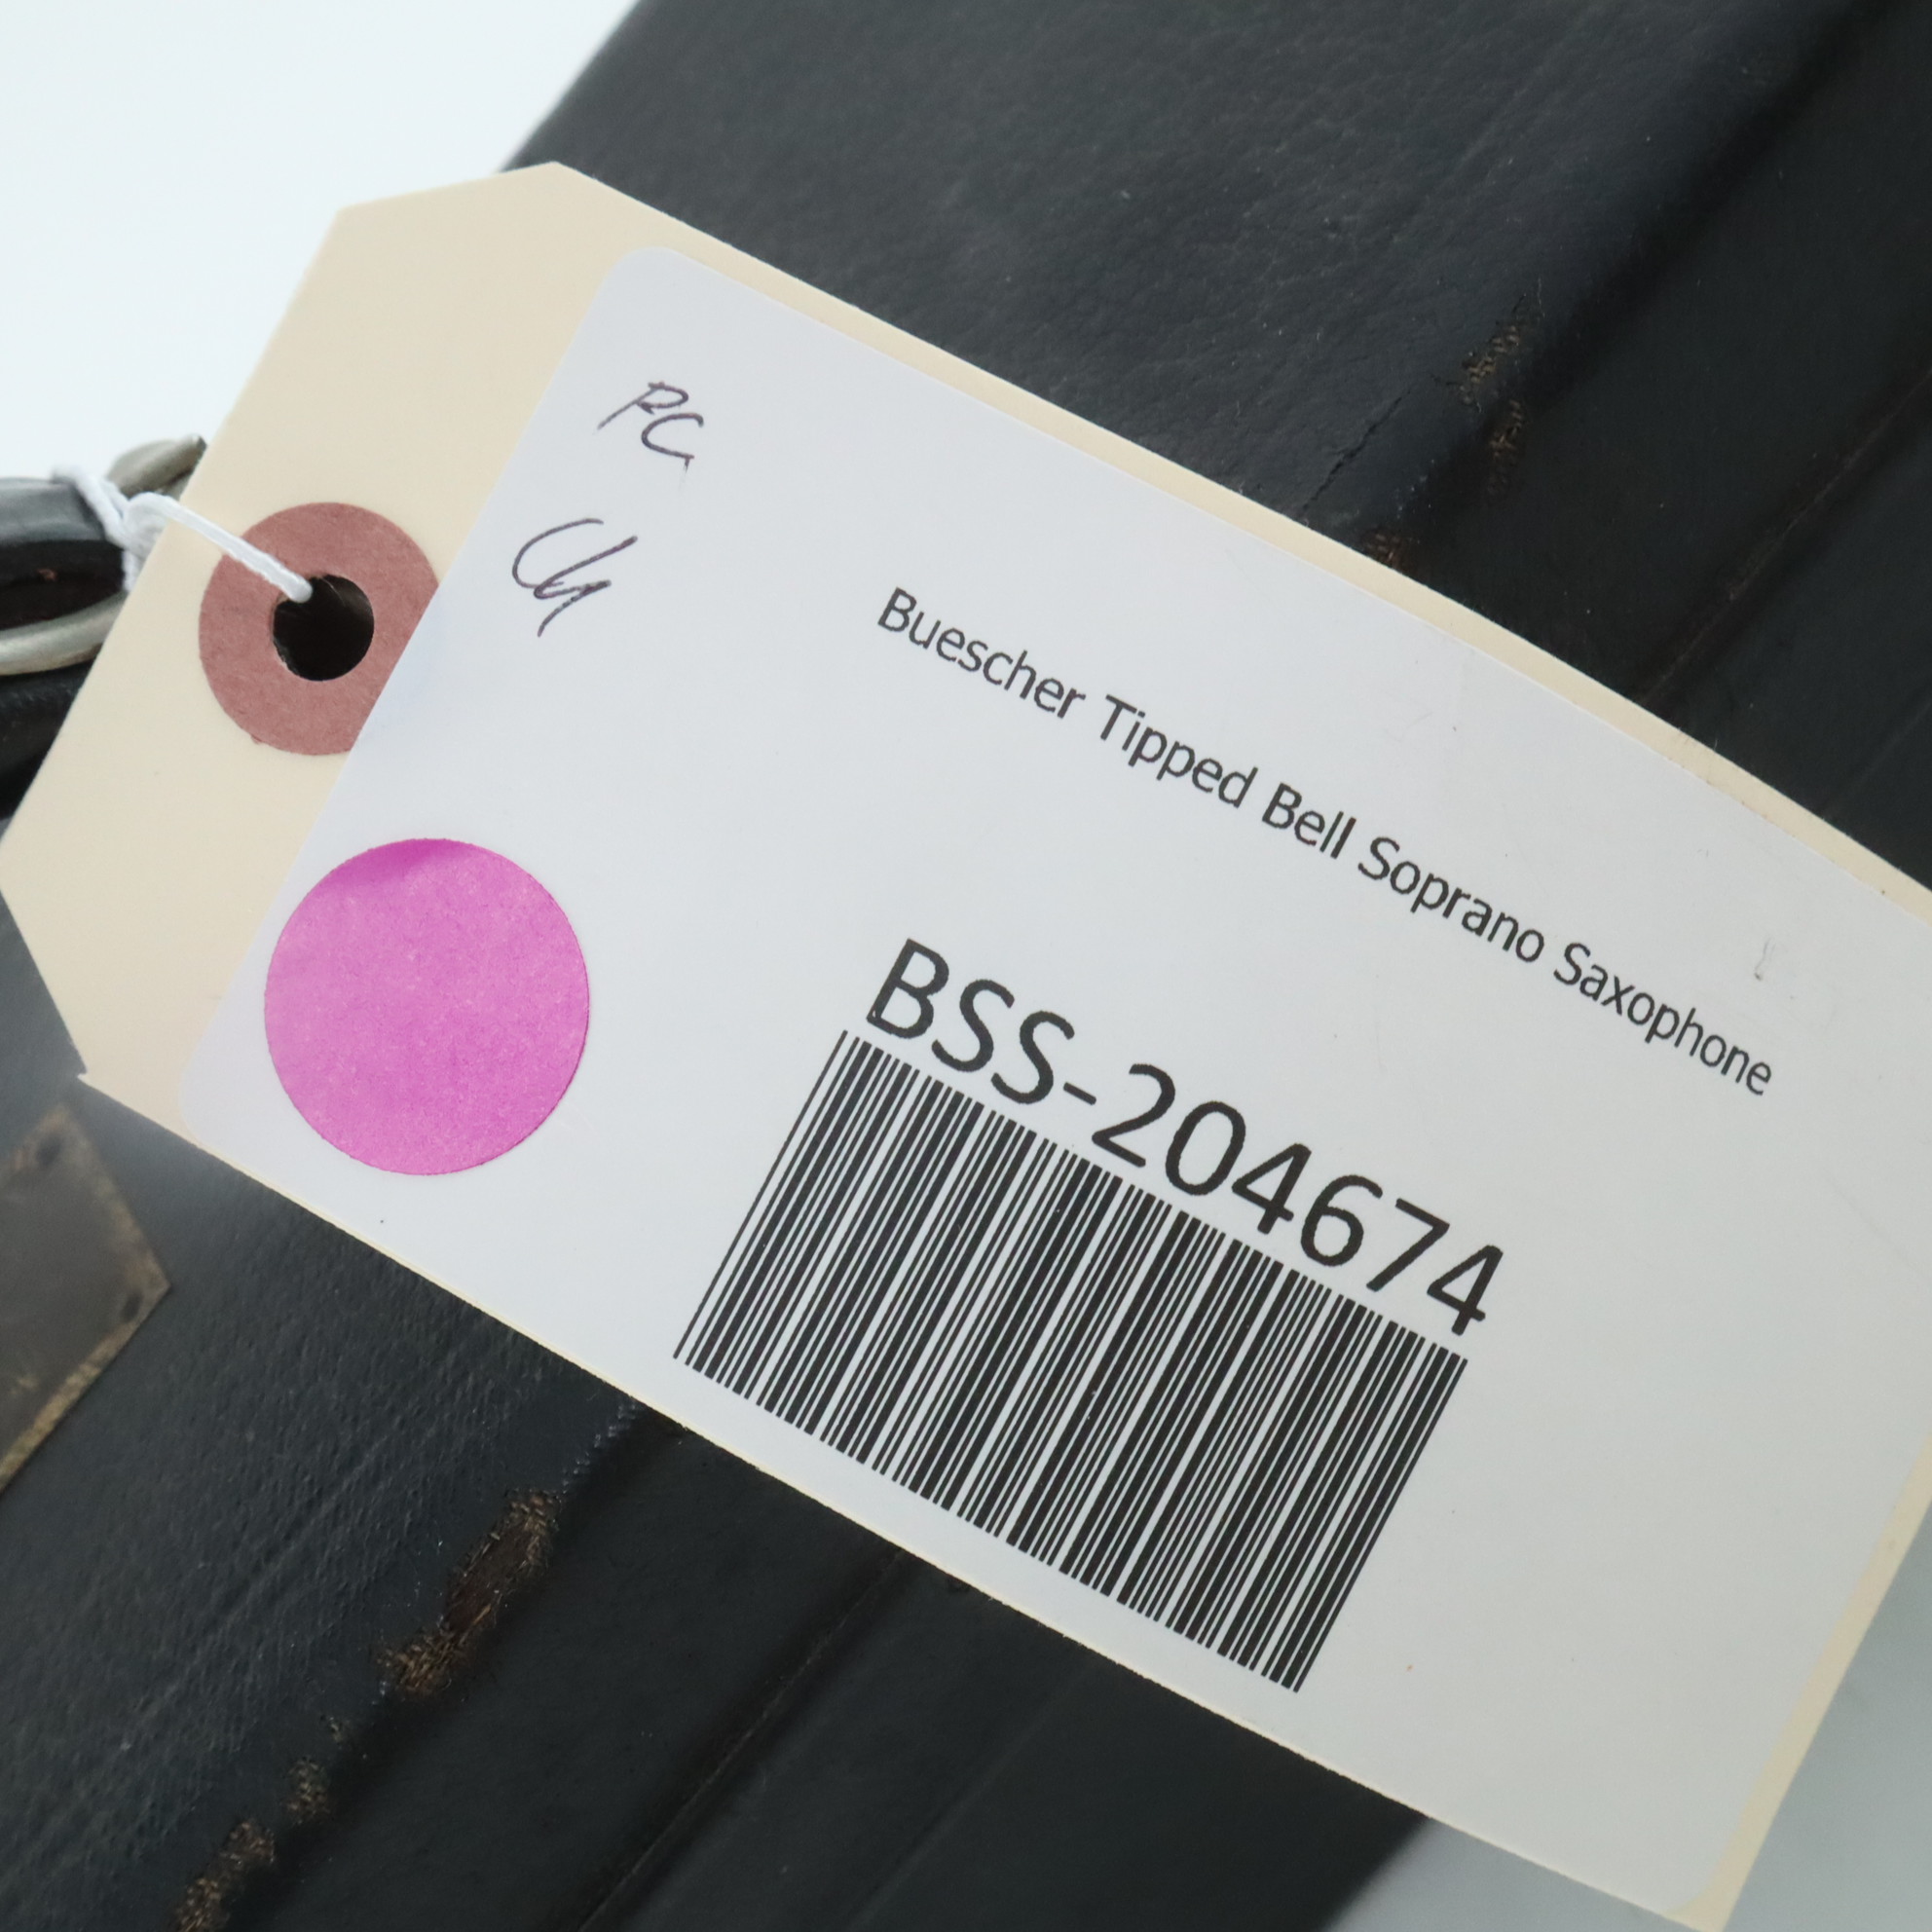 PC
Buescher Tipped Bell Soprano Saxophone
BSS-204674